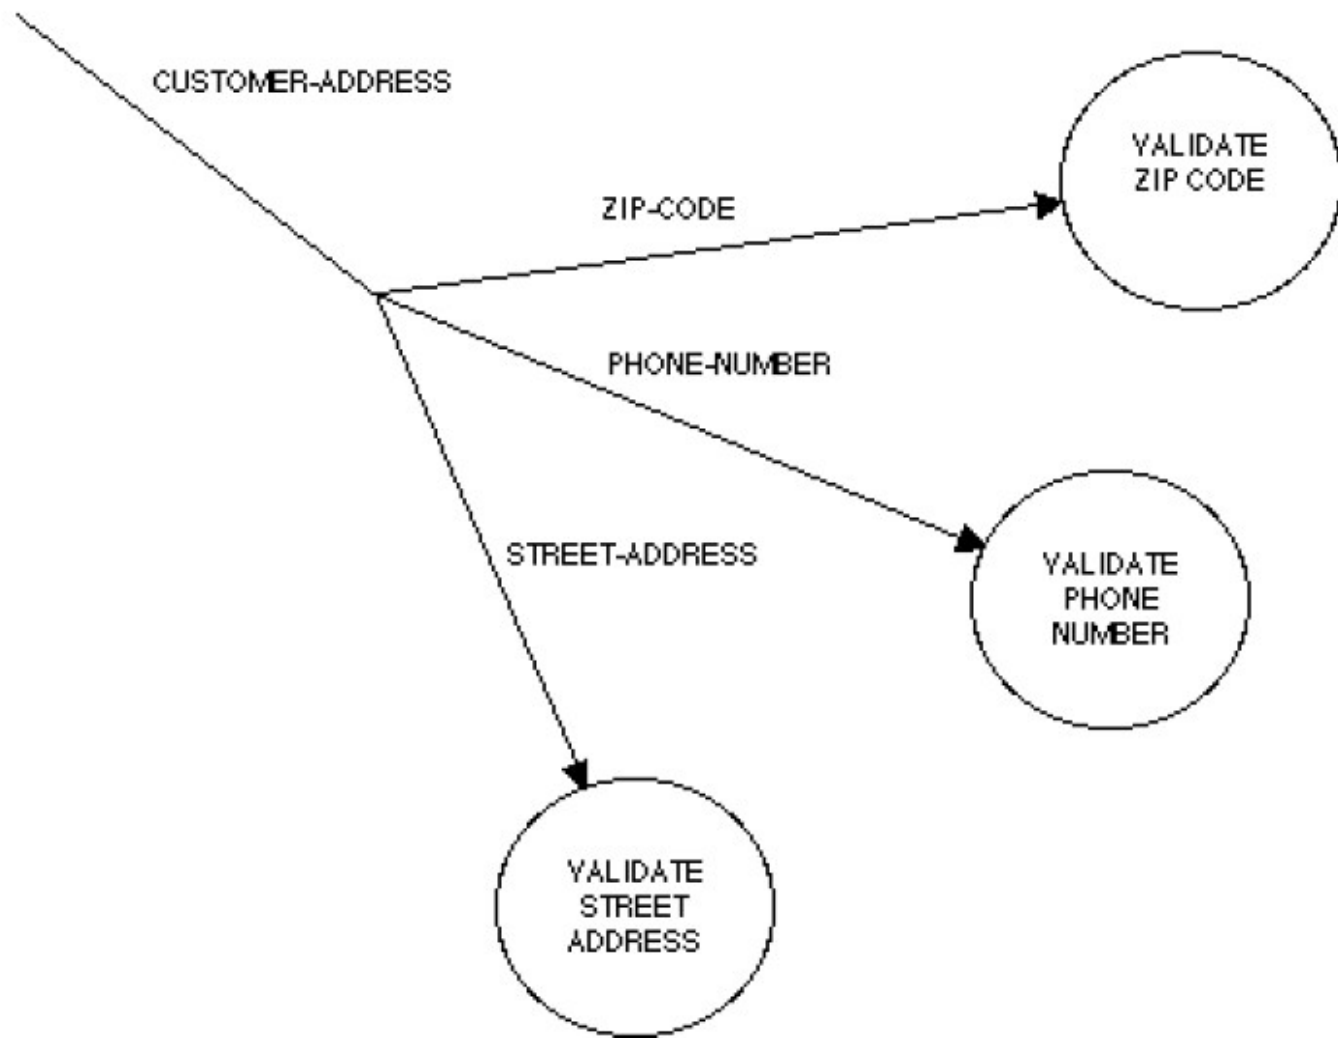 CUSTOMER-ADDRESS
VALIDATE
ZIP CODE
ZIP-CODE
PHONE-NUMBER
STREET-ADDRESS
VALIDATE
PHONE
NUMBER
VALIDATE
STREET
ADDRESS